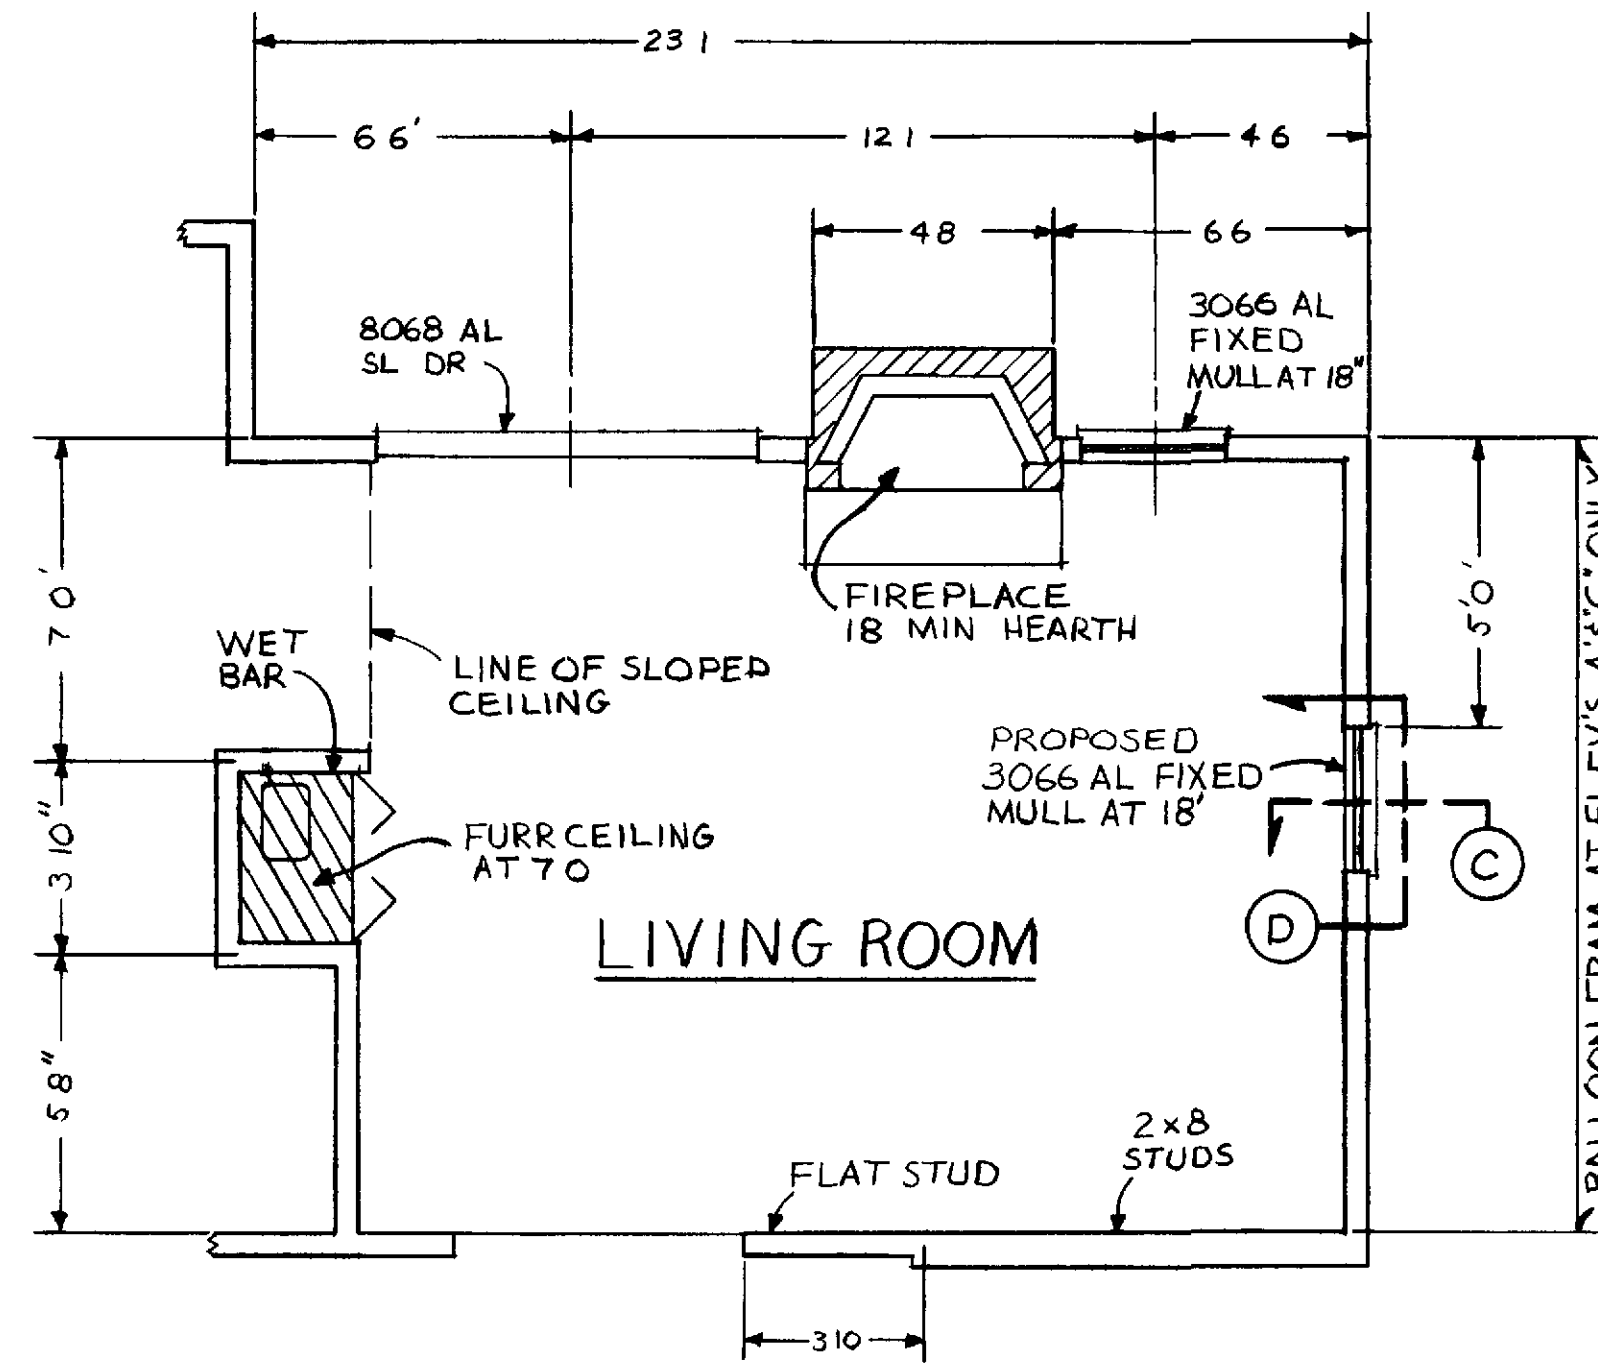 23 1
6 6'
12 1
4 6
4 8
6 6
8068 AL
SL DR
3066 AL
FIXED
MULL AT 18"
7 0'
5'0'
FIREPLACE
18 MIN HEARTH
WET
BAR
LINE OF SLOPED
CEILING
PROPOSED
3066 AL FIXED
MULL AT 18'
3 10"
FURR CEILING
AT 7 0
C
D
LIVING ROOM
5 8"
2x8
STUDS
FLAT STUD
3 10